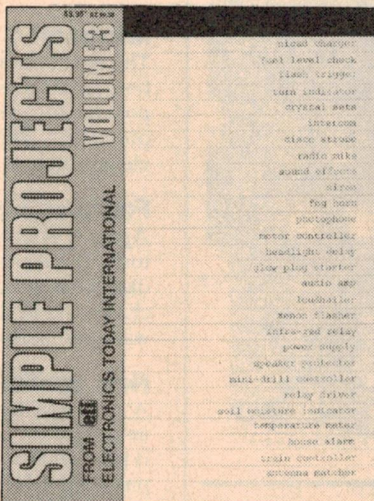 SIMPLE PROJECTS
VOLUME 3
FROM eti
ELECTRONICS TODAY INTERNATIONAL
nicad charger
fuel level check
flash trigger
turn indicator
crystal sets
intercom
disco strobe
radio mike
sound effects
siren
fog horn
photophone
motor controller
headlight delay
glow plug starter
audio amp
loudhailer
xenon flasher
infra-red relay
power supply
speaker protector
mini-drill controller
relay driver
soil moisture indicator
temperature meter
house alarm
train controller
antenna matcher